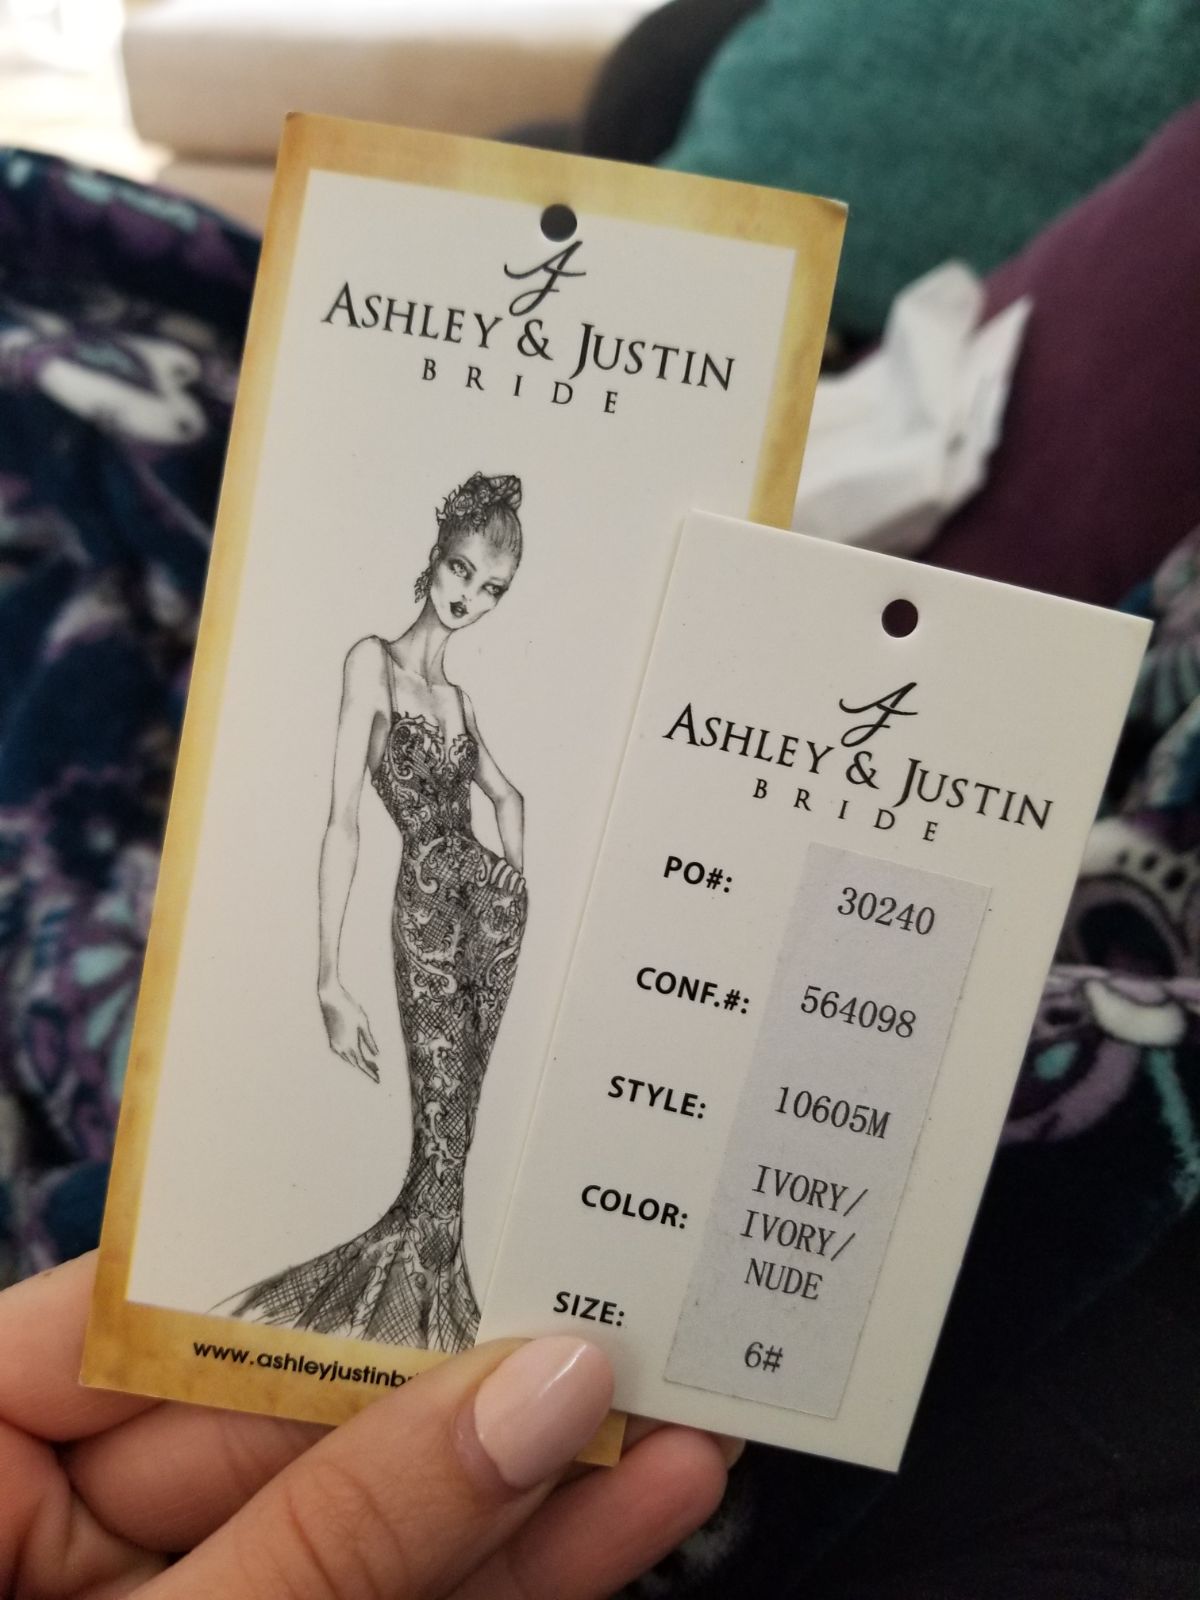 AJ
ASHLEY & JUSTIN
BRIDE
www.ashleyjustinbr
AJ
ASHLEY & JUSTIN
BRIDE
PO#: 30240
CONF.#: 564098
STYLE: 10605M
COLOR: IVORY/
IVORY/
NUDE
SIZE: 6#